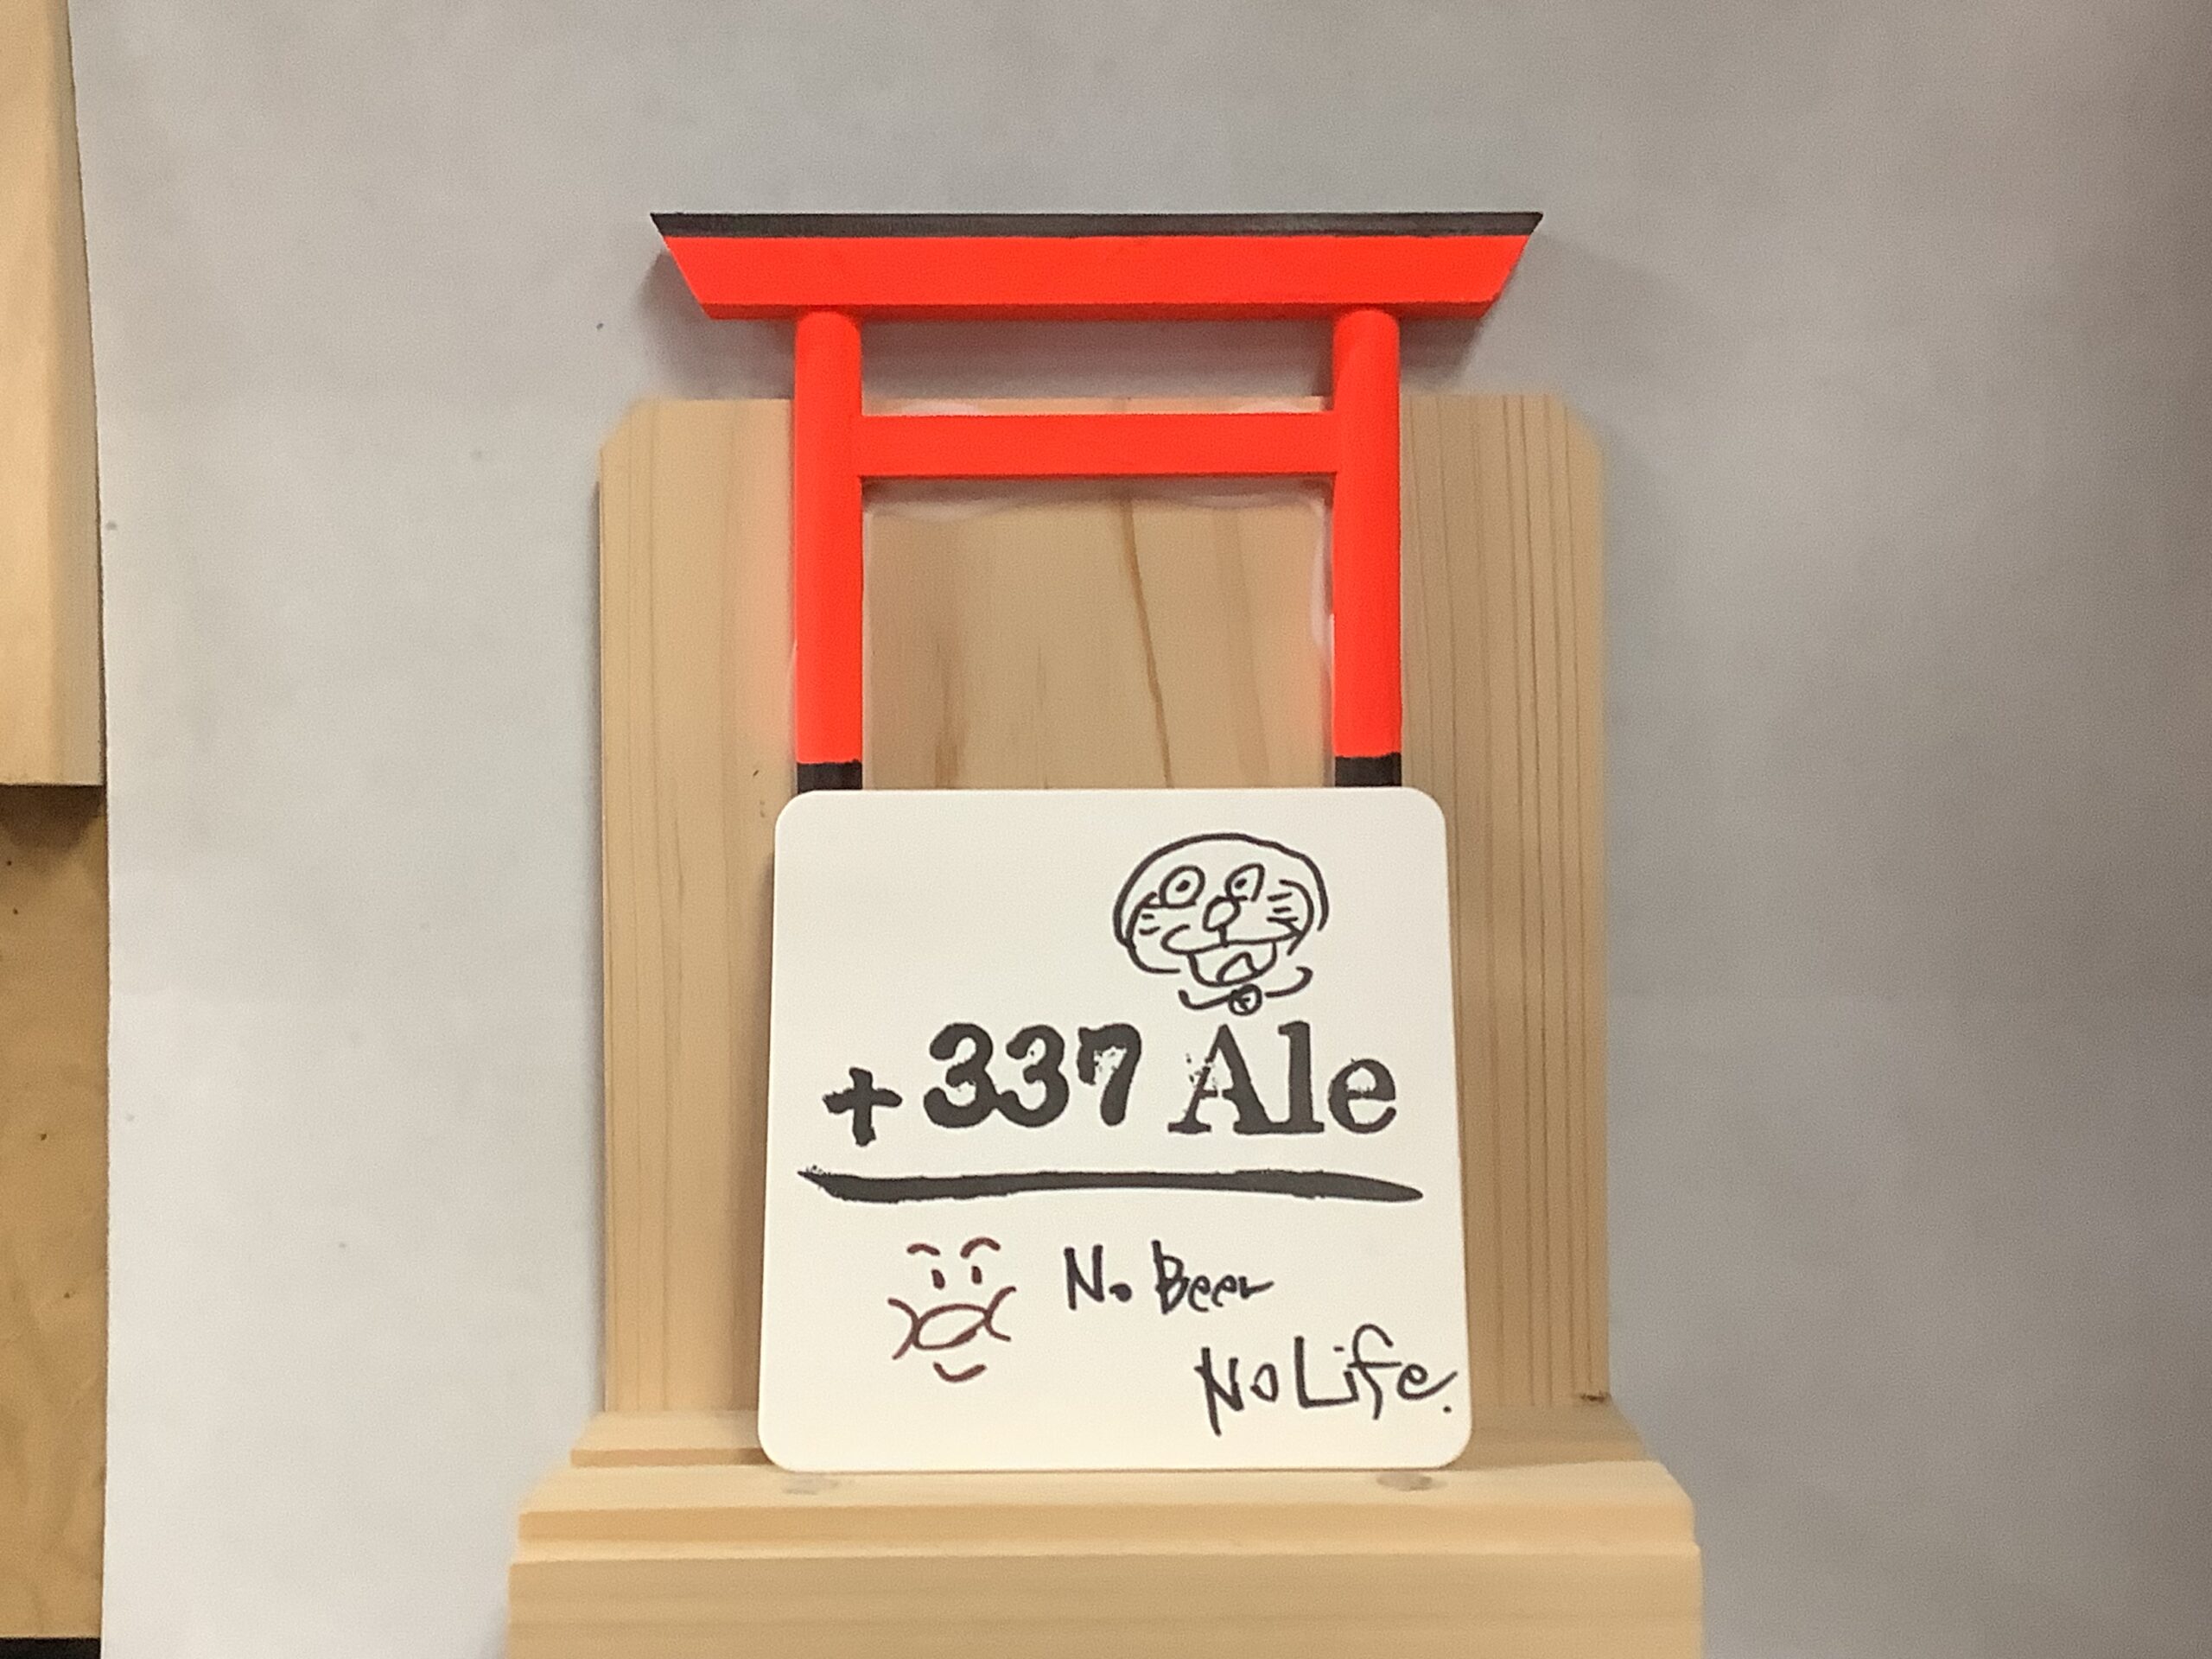 +337 Ale
No Beer
No Life.